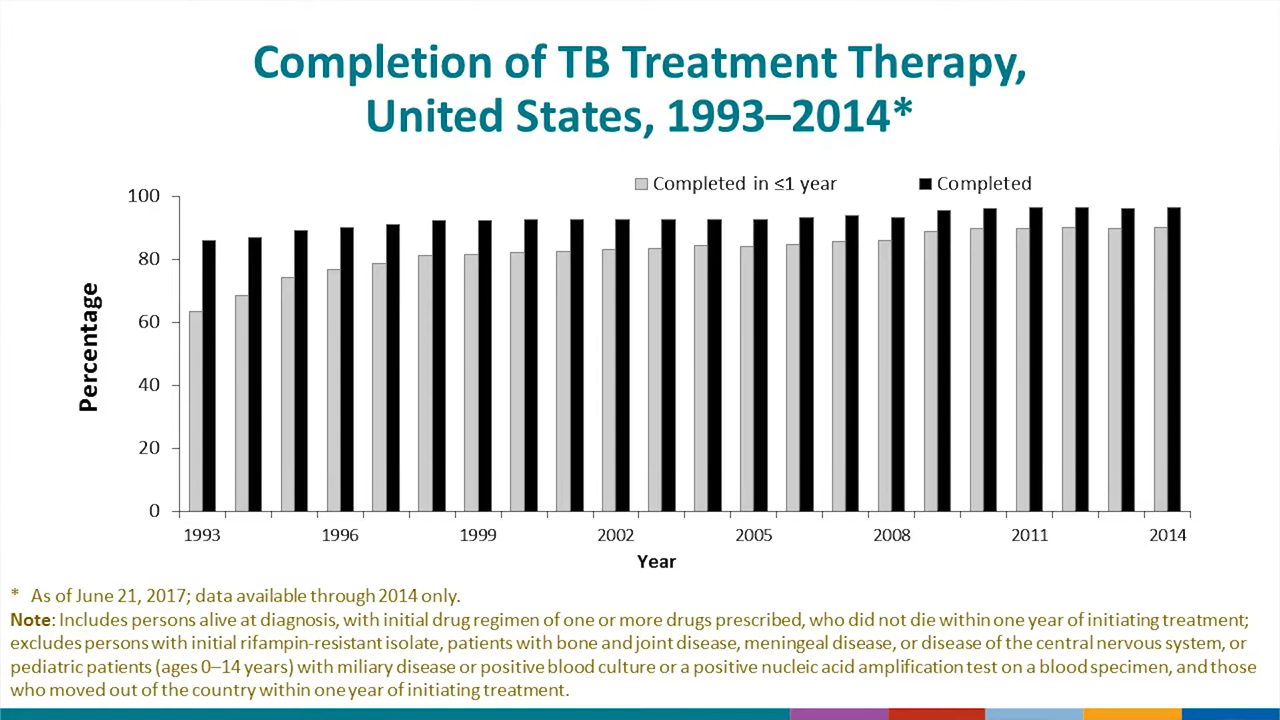 Completion of TB Treatment Therapy,
United States, 1993–2014*
Completed in ≤1 year
Completed
100
80
60
40
20
0
Percentage
1993
1996
1999
2002
2005
2008
2011
2014
Year
* As of June 21, 2017; data available through 2014 only.
Note: Includes persons alive at diagnosis, with initial drug regimen of one or more drugs prescribed, who did not die within one year of initiating treatment;
excludes persons with initial rifampin-resistant isolate, patients with bone and joint disease, meningeal disease, or disease of the central nervous system, or
pediatric patients (ages 0–14 years) with miliary disease or positive blood culture or a positive nucleic acid amplification test on a blood specimen, and those
who moved out of the country within one year of initiating treatment.